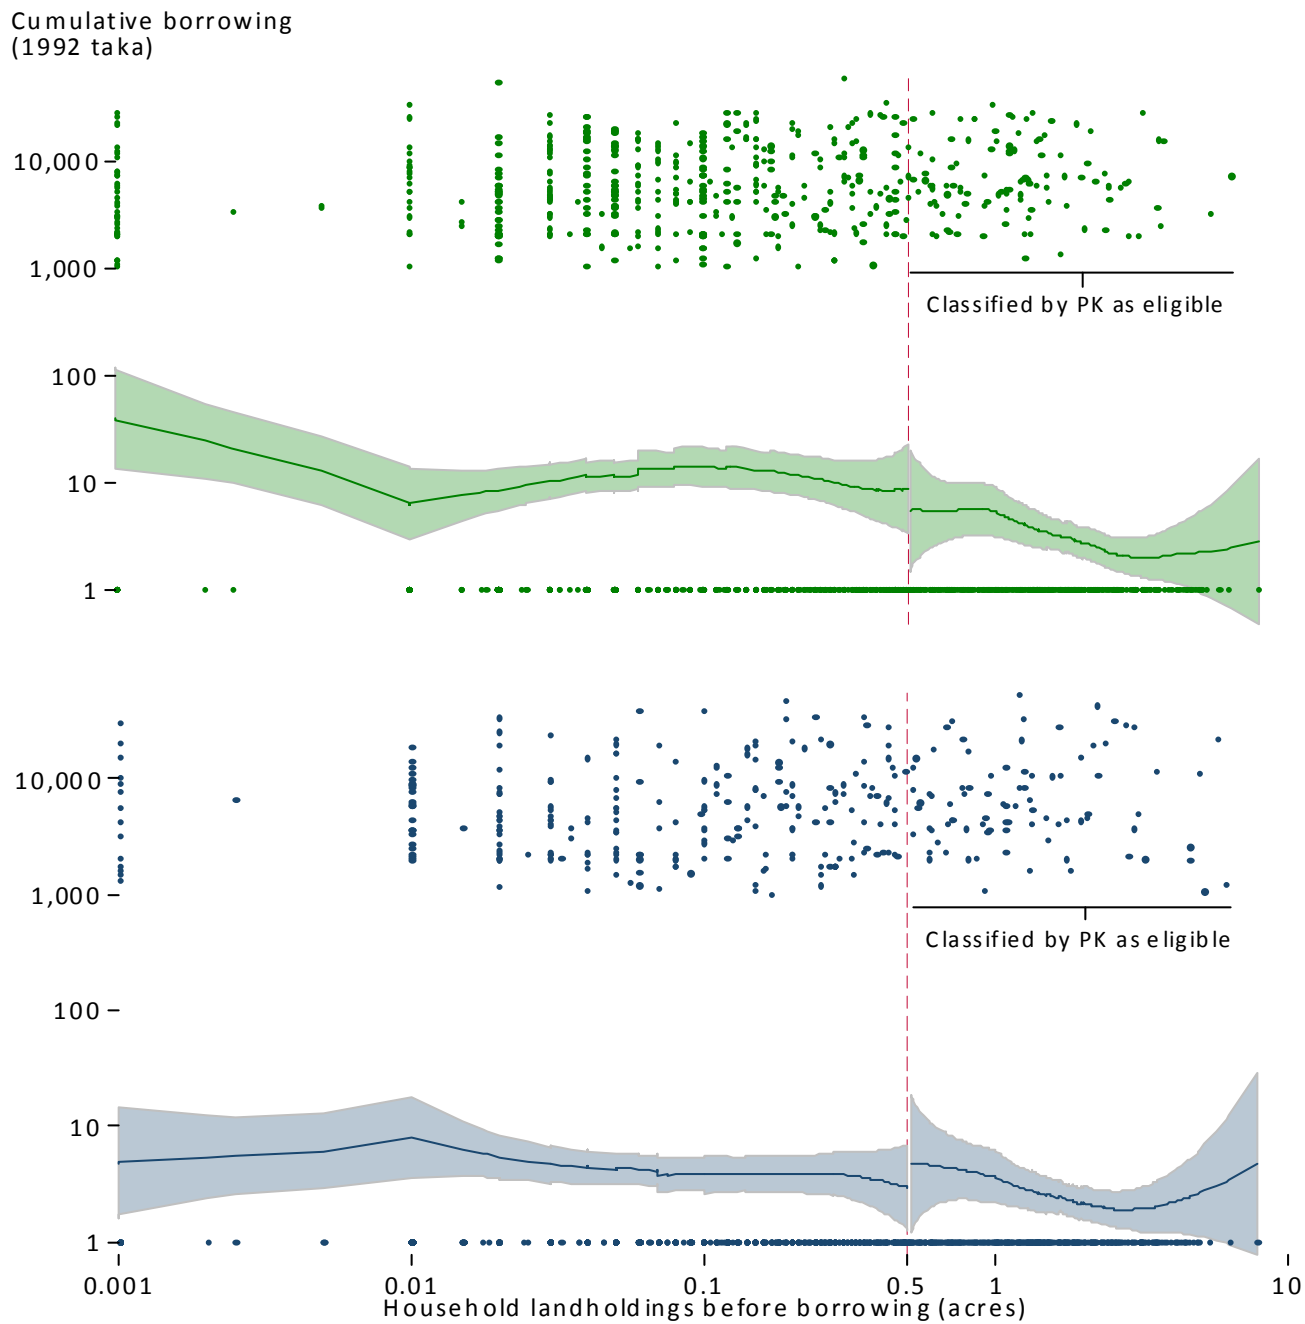 Cumulative borrowing
(1992 taka)
10,000
1,000
Classified by PK as eligible
100
10
1
10,000
1,000
Classified by PK as eligible
100
10
1
0.001 0.01 0.1 0.5 1 10
Household landholdings before borrowing (acres)